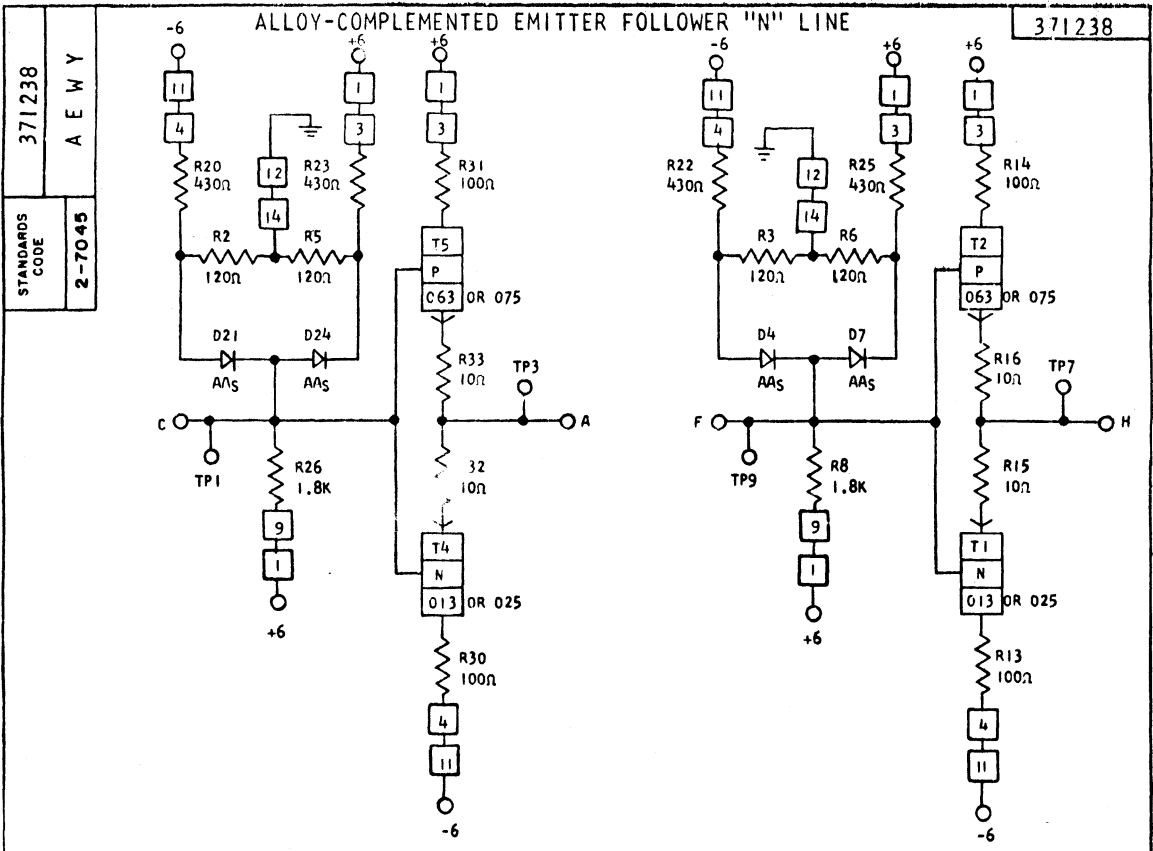 ALLOY-COMPLEMENTED EMITTER FOLLOWER "N" LINE
371238
371238
AEWY
STANDARDS CODE
2-7045
-6
+6
+6
-6
+6
+6
11
1
1
11
1
1
4
3
3
4
3
3
R20
430Ω
12
R23
430Ω
R31
100Ω
R22
430Ω
12
R25
430Ω
R14
100Ω
14
14
R2
120Ω
R5
120Ω
T5
P
C63 OR 075
R3
120Ω
R6
120Ω
T2
P
063 OR 075
D21
AAS
D24
AAS
R33
10Ω
TP3
D4
AAS
D7
AAS
R16
10Ω
TP7
C
A
F
H
TP1
R26
1.8K
32
10Ω
TP9
R8
1.8K
R15
10Ω
9
1
+6
T4
N
013 OR 025
9
1
+6
T1
N
013 OR 025
R30
100Ω
R13
100Ω
4
11
-6
4
11
-6